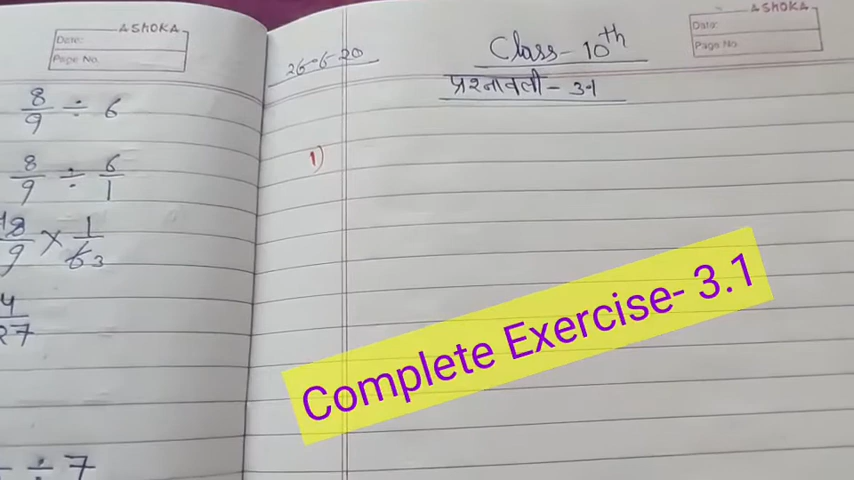 ASHOKA
Date:
Page No.
8/9 ÷ 6
8/9 ÷ 6/1
8/9 × 1/6 3
4/27
÷ 7
ASHOKA
Date:
Page No.
26-6-20
Class- 10th
प्रश्नावली - 3.1
1)
Complete Exercise- 3.1